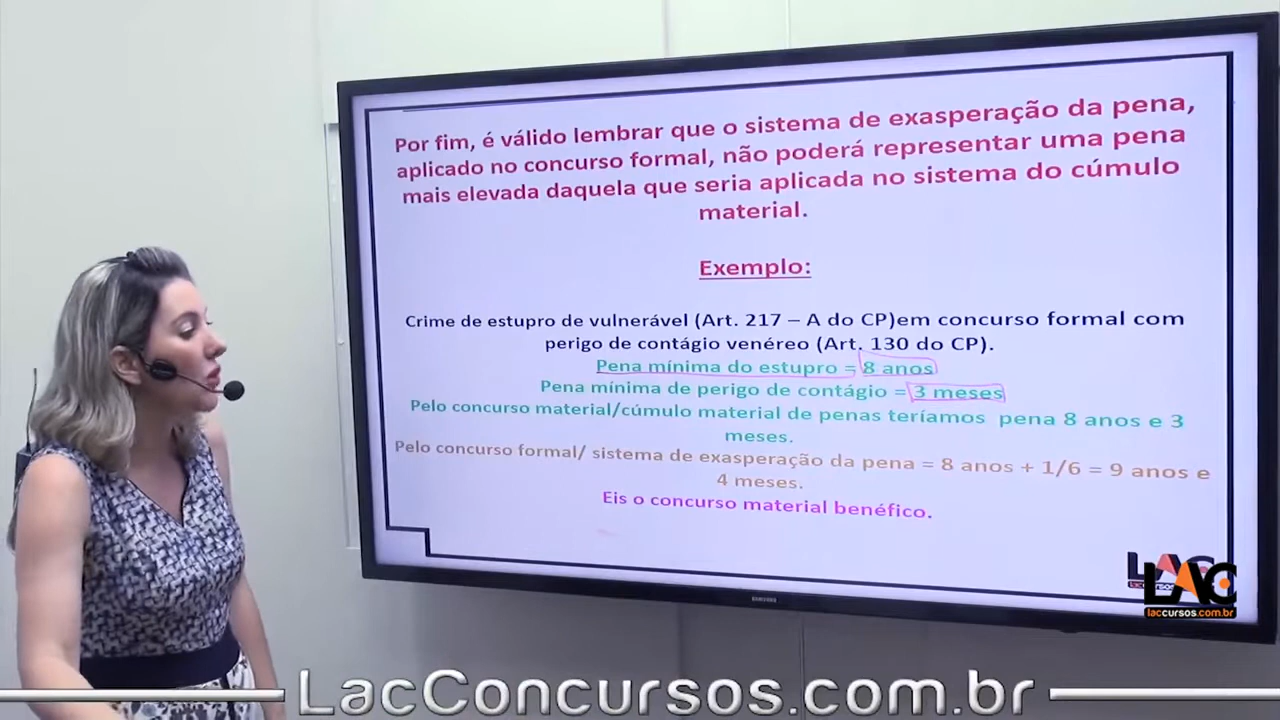 Por fim, é válido lembrar que o sistema de exasperação da pena,
aplicado no concurso formal, não poderá representar uma pena
mais elevada daquela que seria aplicada no sistema do cúmulo
material.
Exemplo:
Crime de estupro de vulnerável (Art. 217 – A do CP)em concurso formal com
perigo de contágio venéreo (Art. 130 do CP).
Pena mínima do estupro = 8 anos
Pena mínima de perigo de contágio = 3 meses
Pelo concurso material/cúmulo material de penas teríamos pena 8 anos e 3
meses.
Pelo concurso formal/ sistema de exasperação da pena = 8 anos + 1/6 = 9 anos e
4 meses.
Eis o concurso material benéfico.
LAC
laccursos.com.br
SAMSUNG
LacConcursos.com.br